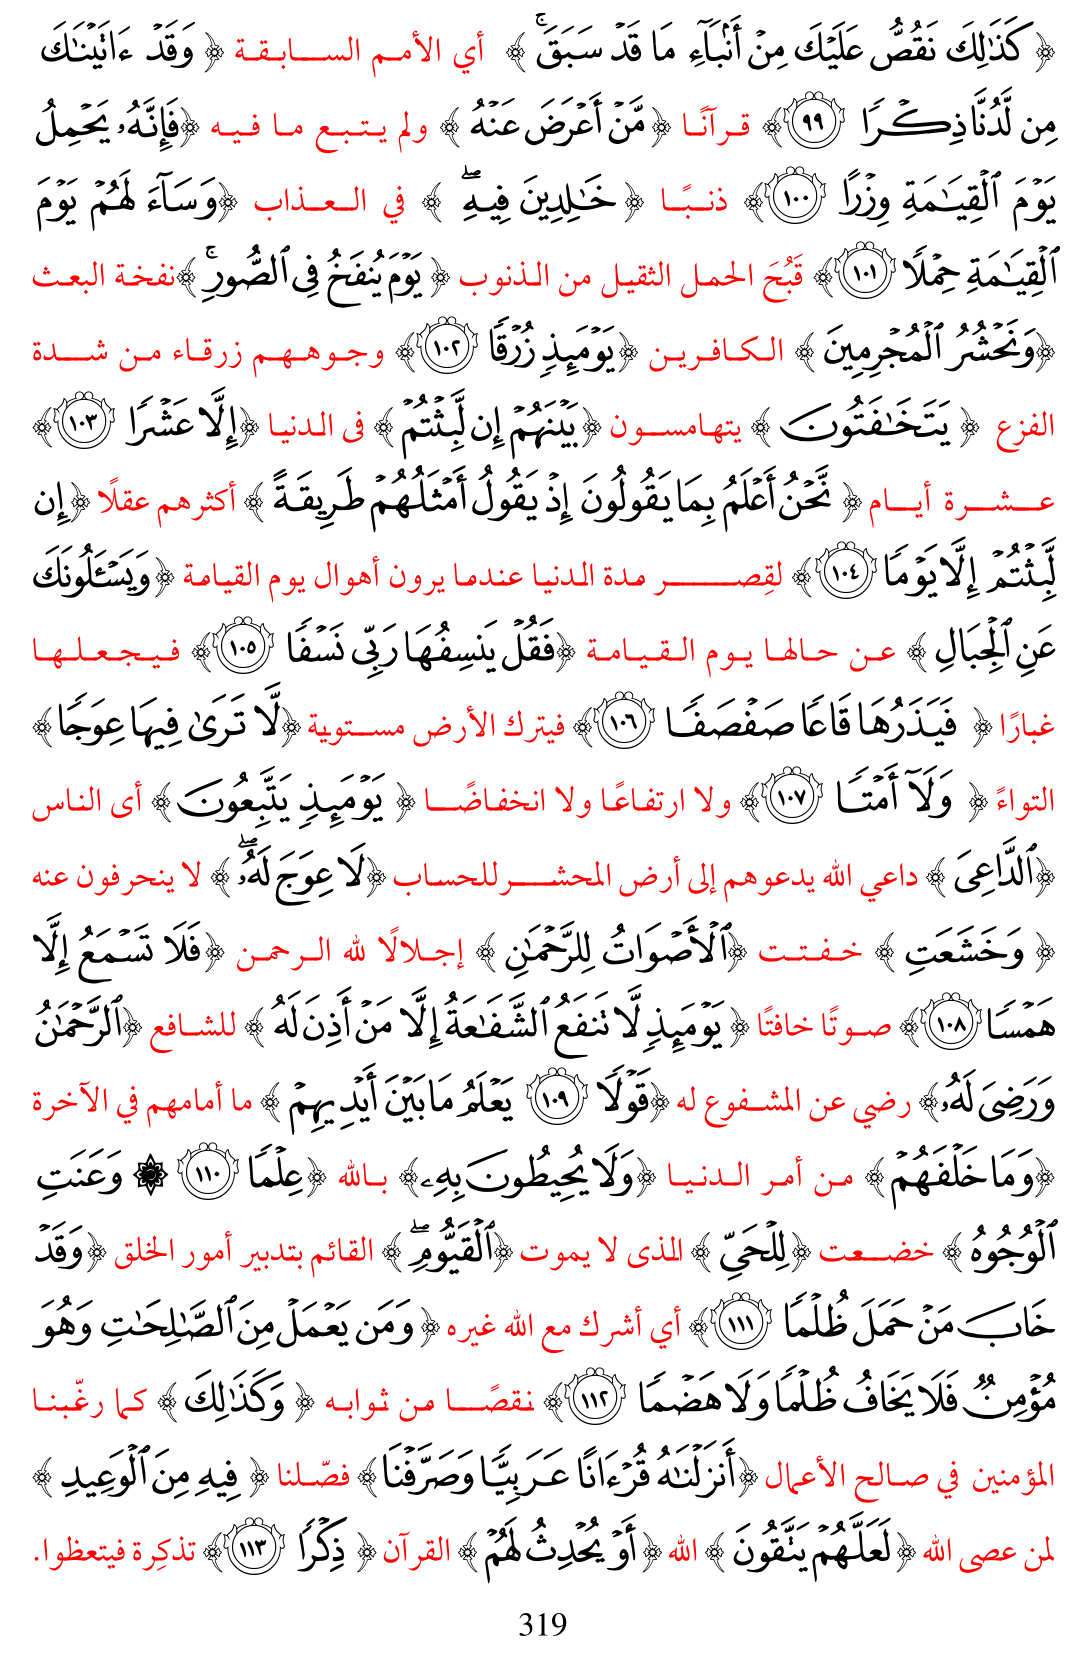 ﴿ كَذَٰلِكَ نَقُصُّ عَلَيۡكَ مِنۡ أَنۢبَآءِ مَا قَدۡ سَبَقَۚ ﴾ أي الأمم السابقة ﴿ وَقَدۡ ءَاتَيۡنَٰكَ
مِن لَّدُنَّا ذِكۡرٗا ٩٩﴾ قرآنًا ﴿ مَّنۡ أَعۡرَضَ عَنۡهُ ﴾ ولم يتبع ما فيه ﴿فَإِنَّهُۥ يَحۡمِلُ
يَوۡمَ ٱلۡقِيَٰمَةِ وِزۡرًا ١٠٠﴾ ذنبًا ﴿ خَٰلِدِينَ فِيهِۖ ﴾ في العذاب ﴿وَسَآءَ لَهُمۡ يَوۡمَ
ٱلۡقِيَٰمَةِ حِمۡلٗا ١٠١﴾ قَبُحَ الحمل الثقيل من الذنوب ﴿ يَوۡمَ يُنفَخُ فِي ٱلصُّورِۚ ﴾نفخة البعث
﴿وَنَحۡشُرُ ٱلۡمُجۡرِمِينَ ﴾ الكافرين ﴿يَوۡمَئِذٖ زُرۡقٗا ١٠٢﴾ وجوههم زرقاء من شدة
الفزع ﴿ يَتَخَٰفَتُونَ ﴾ يتهامسون ﴿بَيۡنَهُمۡ إِن لَّبِثۡتُمۡ ﴾ فى الدنيا ﴿إِلَّا عَشۡرٗا ١٠٣﴾
عشرة أيام ﴿ نَّحۡنُ أَعۡلَمُ بِمَا يَقُولُونَ إِذۡ يَقُولُ أَمۡثَلُهُمۡ طَرِيقَةً ﴾ أكثرهم عقلًا ﴿إِن
لَّبِثۡتُمۡ إِلَّا يَوۡمٗا ١٠٤﴾ لقِصر مدة الدنيا عندما يرون أهوال يوم القيامة ﴿وَيَسۡـَٔلُونَكَ
عَنِ ٱلۡجِبَالِ ﴾ عن حالها يوم القيامة ﴿فَقُلۡ يَنسِفُهَا رَبِّي نَسۡفٗا ١٠٥﴾ فيجعلها
غبارًا ﴿ فَيَذَرُهَا قَاعٗا صَفۡصَفٗا ١٠٦﴾ فيترك الأرض مستوية ﴿لَّا تَرَىٰ فِيهَا عِوَجٗا﴾
التواءً ﴿ وَلَآ أَمۡتٗا ١٠٧﴾ ولا ارتفاعًا ولا انخفاضًا ﴿ يَوۡمَئِذٖ يَتَّبِعُونَ ﴾ أى الناس
﴿ٱلدَّاعِيَ ﴾ داعي الله يدعوهم إلى أرض المحشر للحساب ﴿لَا عِوَجَ لَهُۥۖ ﴾ لا ينحرفون عنه
﴿ وَخَشَعَتِ ﴾ خفتت ﴿ٱلۡأَصۡوَاتُ لِلرَّحۡمَٰنِ ﴾ إجلالًا لله الرحمن ﴿فَلَا تَسۡمَعُ إِلَّا
هَمۡسٗا ١٠٨﴾ صوتًا خافتًا ﴿ يَوۡمَئِذٖ لَّا تَنفَعُ ٱلشَّفَٰعَةُ إِلَّا مَنۡ أَذِنَ لَهُ ﴾ للشافع ﴿ٱلرَّحۡمَٰنُ
وَرَضِيَ لَهُۥ﴾ رضي عن المشفوع له ﴿قَوۡلٗا ١٠٩ يَعۡلَمُ مَا بَيۡنَ أَيۡدِيهِمۡ ﴾ ما أمامهم في الآخرة
﴿وَمَا خَلۡفَهُمۡ ﴾ من أمر الدنيا ﴿وَلَا يُحِيطُونَ بِهِۦ﴾ بالله ﴿عِلۡمٗا ١١٠ ۞ وَعَنَتِ
ٱلۡوُجُوهُ ﴾ خضعت ﴿لِلۡحَيِّ ﴾ الذى لا يموت ﴿ٱلۡقَيُّومِۖ ﴾ القائم بتدبير أمور الخلق ﴿وَقَدۡ
خَابَ مَنۡ حَمَلَ ظُلۡمٗا ١١١﴾ أي أشرك مع الله غيره ﴿ وَمَن يَعۡمَلۡ مِنَ ٱلصَّٰلِحَٰتِ وَهُوَ
مُؤۡمِنٞ فَلَا يَخَافُ ظُلۡمٗا وَلَا هَضۡمٗا ١١٢﴾ نقصًا من ثوابه ﴿ وَكَذَٰلِكَ ﴾ كما رغّبنا
المؤمنين في صالح الأعمال ﴿أَنزَلۡنَٰهُ قُرۡءَانًا عَرَبِيّٗا وَصَرَّفۡنَا﴾ فصّلنا ﴿ فِيهِ مِنَ ٱلۡوَعِيدِ ﴾
لمن عصى الله ﴿لَعَلَّهُمۡ يَتَّقُونَ ﴾ الله ﴿أَوۡ يُحۡدِثُ لَهُمۡ ﴾ القرآن ﴿ ذِكۡرٗا ١١٣﴾ تذكِرة فيتعظوا.
319